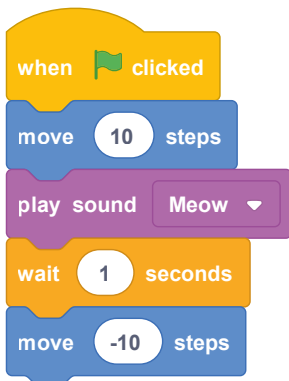 when clicked
move 10 steps
play sound Meow
wait 1 seconds
move -10 steps